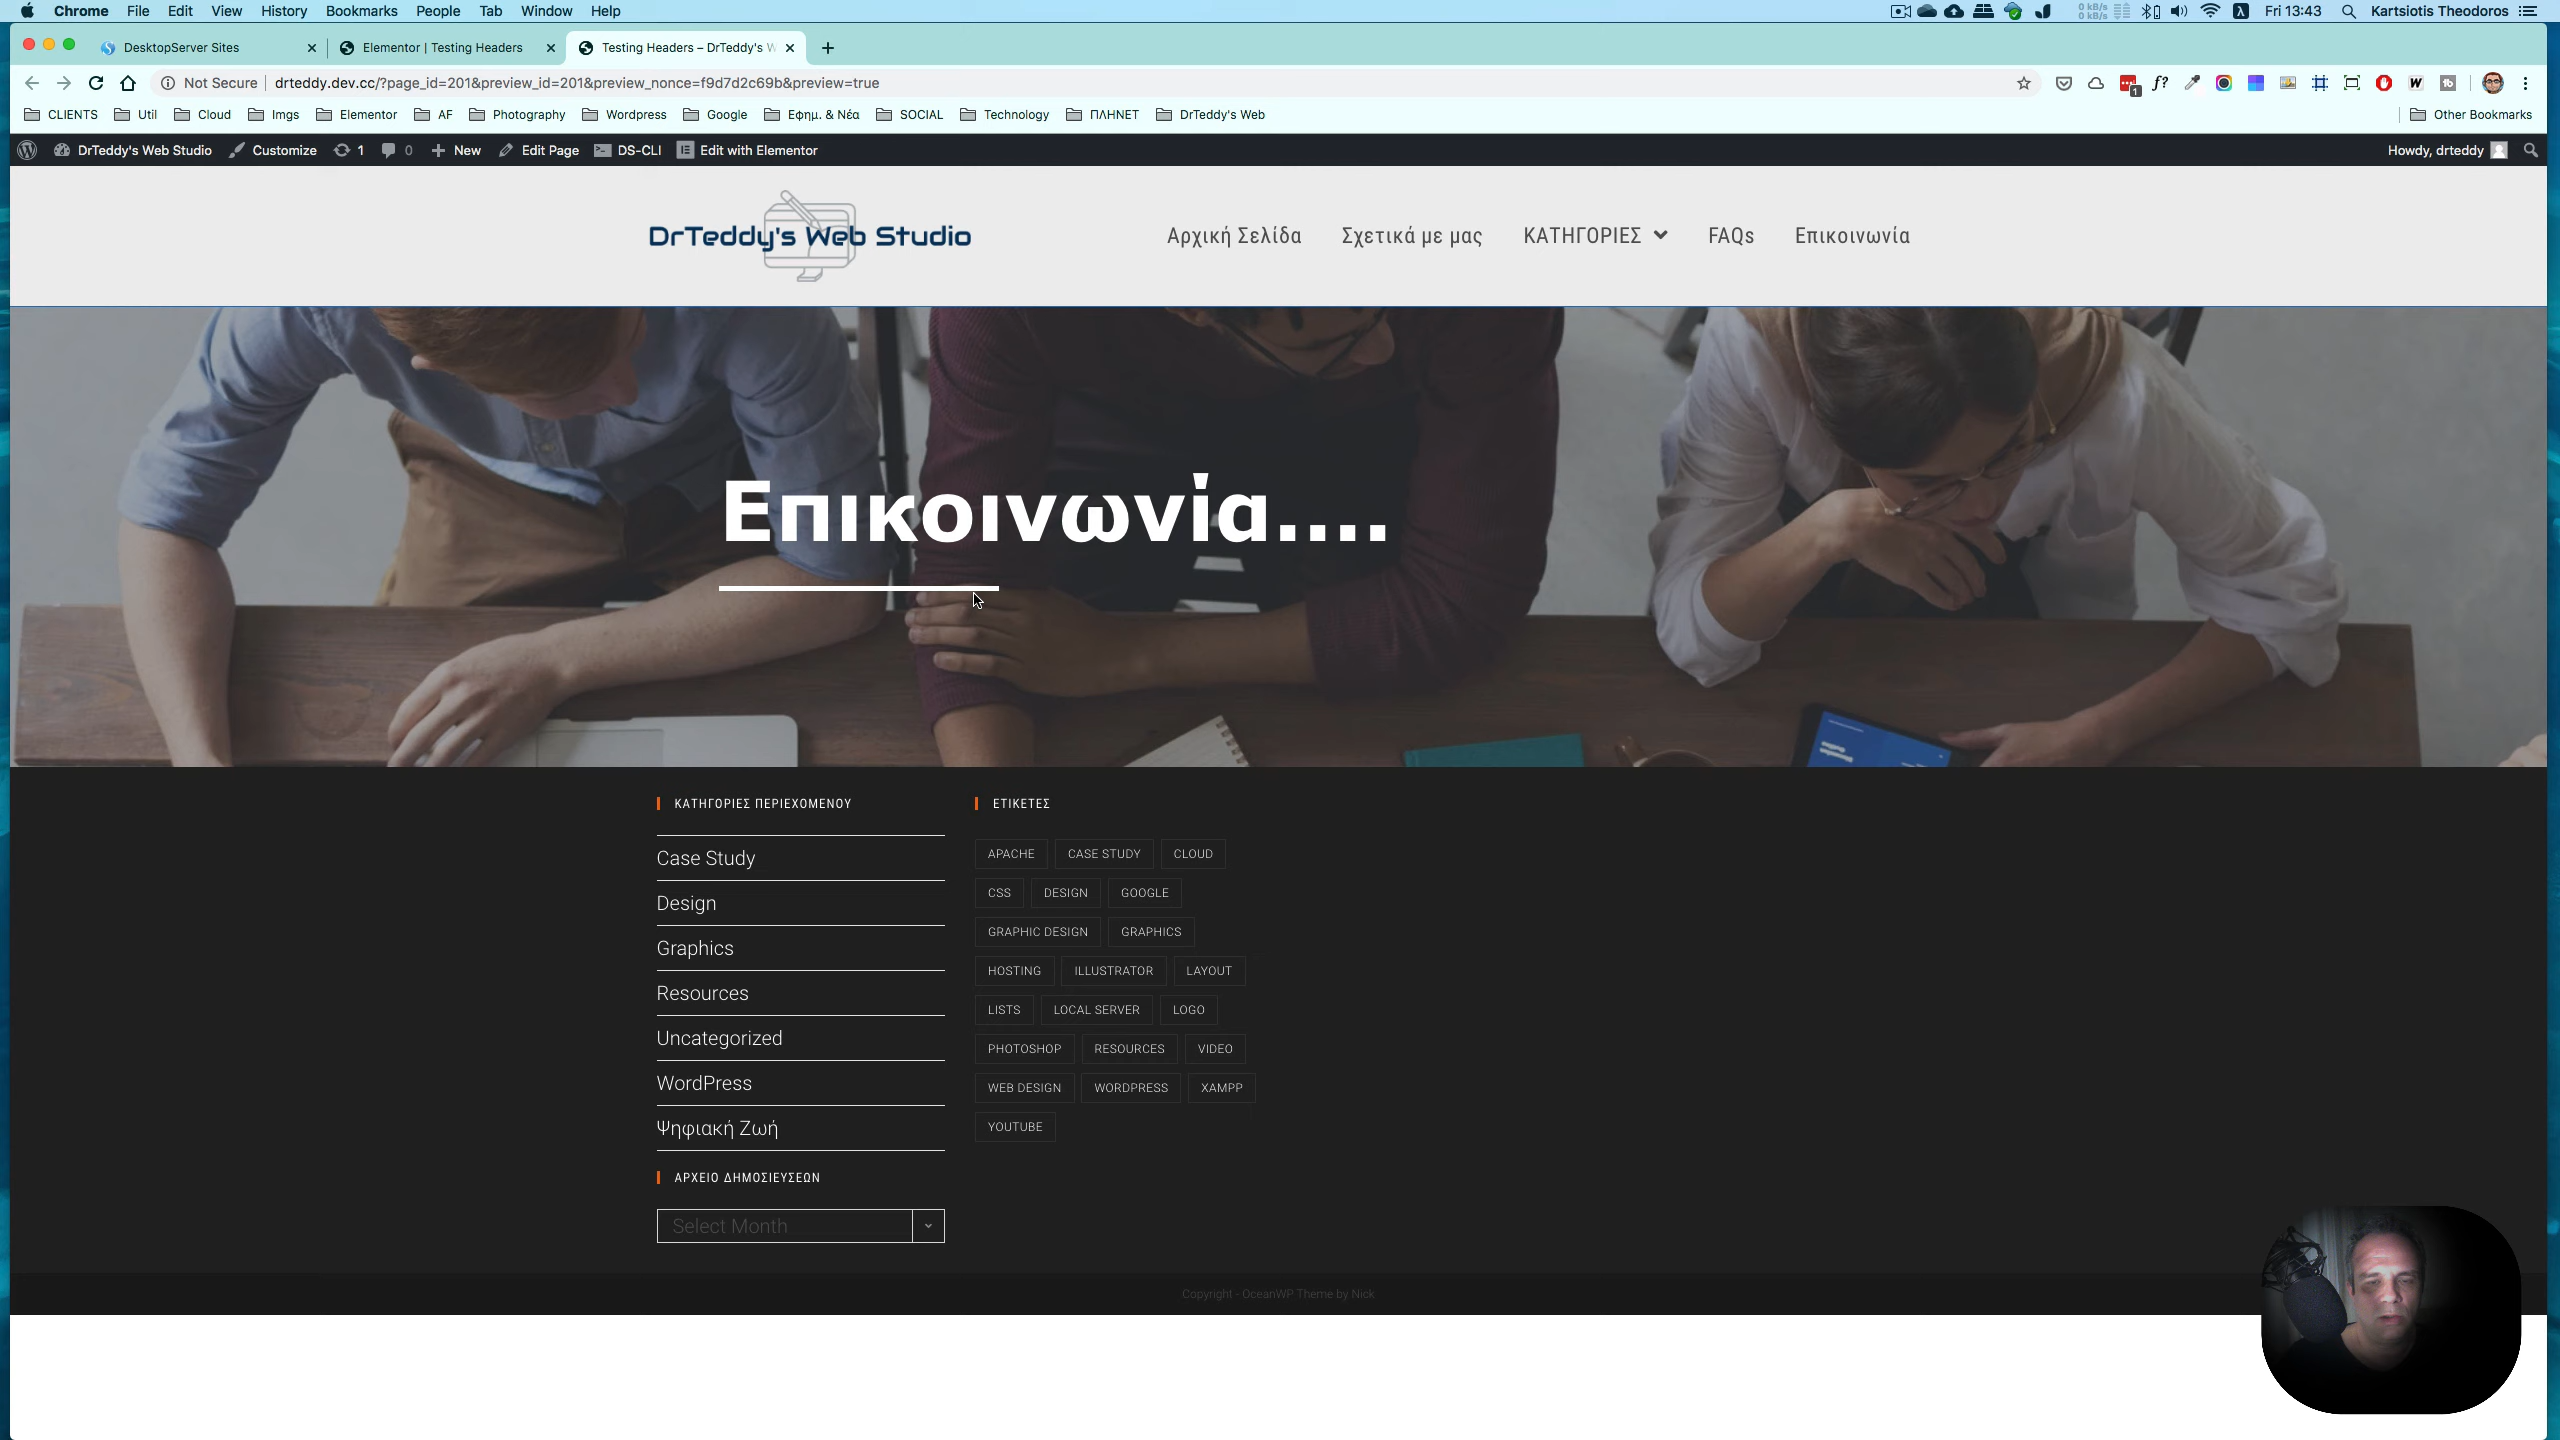 Chrome File Edit View History Bookmarks People Tab Window Help 0 kB/s 0 kB/s Fri 13:43 Kartsiotis Theodoros
DesktopServer Sites Elementor | Testing Headers Testing Headers – DrTeddy's W
Not Secure drteddy.dev.cc/?page_id=201&preview_id=201&preview_nonce=f9d7d2c69b&preview=true
CLIENTS Util Cloud Imgs Elementor AF Photography Wordpress Google Εφημ. & Νέα SOCIAL Technology ΠΛΗΝΕΤ DrTeddy's Web Other Bookmarks
DrTeddy's Web Studio Customize 1 0 New Edit Page DS-CLI Edit with Elementor Howdy, drteddy
DrTeddy's Web Studio
Αρχική Σελίδα Σχετικά με μας ΚΑΤΗΓΟΡΙΕΣ FAQs Επικοινωνία
Επικοινωνία....
ΚΑΤΗΓΟΡΙΕΣ ΠΕΡΙΕΧΟΜΕΝΟΥ
Case Study
Design
Graphics
Resources
Uncategorized
WordPress
Ψηφιακή Ζωή
ΑΡΧΕΙΟ ΔΗΜΟΣΙΕΥΣΕΩΝ
Select Month
ΕΤΙΚΕΤΕΣ
APACHE CASE STUDY CLOUD
CSS DESIGN GOOGLE
GRAPHIC DESIGN GRAPHICS
HOSTING ILLUSTRATOR LAYOUT
LISTS LOCAL SERVER LOGO
PHOTOSHOP RESOURCES VIDEO
WEB DESIGN WORDPRESS XAMPP
YOUTUBE
Copyright - OceanWP Theme by Nick